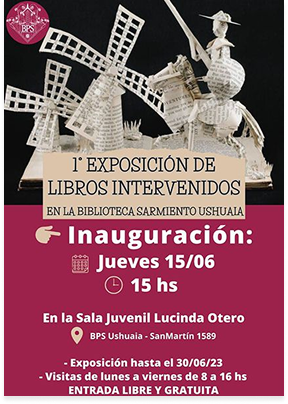 BPS
1° EXPOSICIÓN DE
LIBROS INTERVENIDOS
EN LA BIBLIOTECA SARMIENTO USHUAIA
Inauguración:
Jueves 15/06
15 hs
En la Sala Juvenil Lucinda Otero
BPS Ushuaia - SanMartín 1589
- Exposición hasta el 30/06/23
- Visitas de lunes a viernes de 8 a 16 hs
ENTRADA LIBRE Y GRATUITA